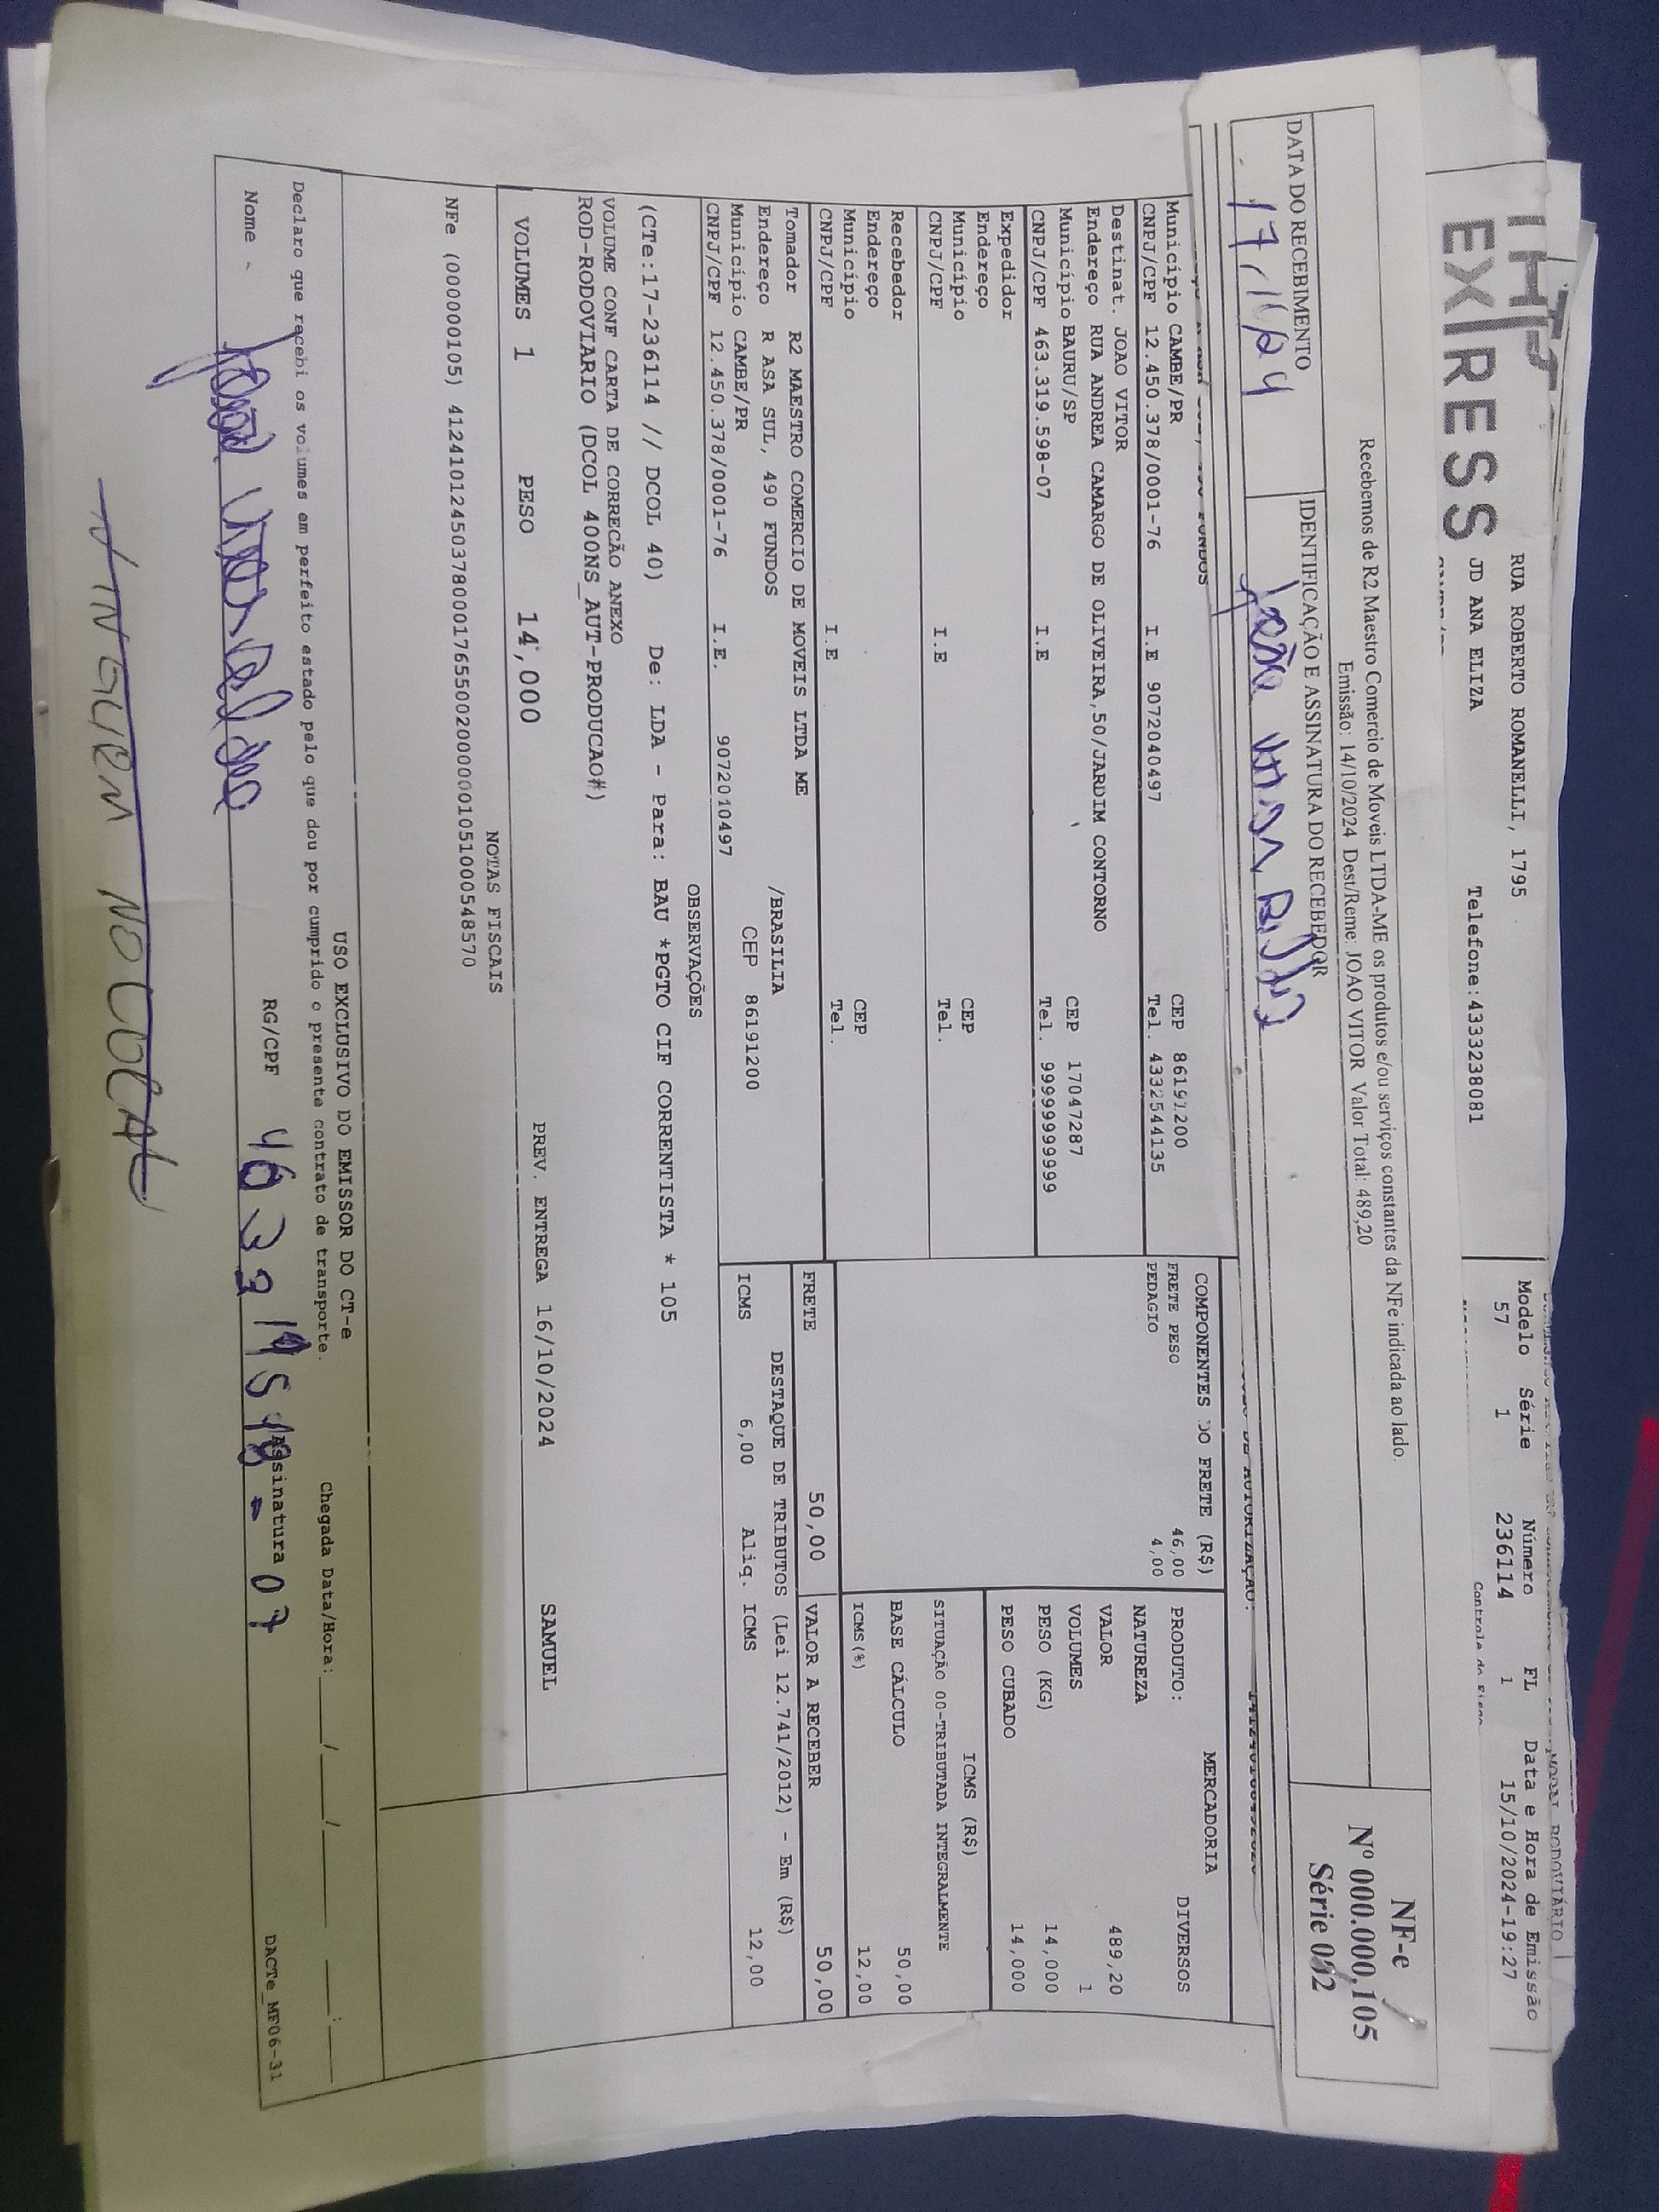 EXPRESS
RUA ROBERTO ROMANELLI, 1795
JD ANA ELIZA
Telefone:4333238081
Modelo Série Número FL Data e Hora de Emissão
57 1 236114 1 15/10/2024-19:27
Recebemos de R2 Maestro Comercio de Moveis LTDA-ME os produtos e/ou serviços constantes da NFe indicada ao lado.
Emissão: 14/10/2024 Dest/Reme: JOAO VITOR Valor Total: 489,20
DATA DO RECEBIMENTO
IDENTIFICAÇÃO E ASSINATURA DO RECEBEDOR
NF-e
Nº 000.000,105
Série 002
Município CAMBE/PR CEP 86191200
CNPJ/CPF 12.450.378/0001-76 I.E 9072040497 Tel. 4332544135
Destinat. JOAO VITOR
Endereço RUA ANDREA CAMARGO DE OLIVEIRA,50/JARDIM CONTORNO
Município BAURU/SP CEP 17047287
CNPJ/CPF 463.319.598-07 I.E Tel. 99999999999
Expedidor
Endereço
Município CEP
CNPJ/CPF I.E Tel.
Recebedor
Endereço
Município CEP
CNPJ/CPF I.E Tel.
Tomador R2 MAESTRO COMERCIO DE MOVEIS LTDA ME
Endereço R ASA SUL, 490 FUNDOS /BRASILIA
Município CAMBE/PR CEP 86191200
CNPJ/CPF 12.450.378/0001-76 I.E. 9072010497
COMPONENTES DO FRETE (R$)
FRETE PESO 46,00
PEDAGIO 4,00
MERCADORIA
PRODUTO: DIVERSOS
NATUREZA
VALOR 489,20
VOLUMES 1
PESO (KG) 14,000
PESO CUBADO 14,000
ICMS (R$)
SITUAÇÃO 00-TRIBUTADA INTEGRALMENTE
BASE CÁLCULO 50,00
ICMS(%) 12,00
FRETE 50,00 VALOR A RECEBER 50,00
DESTAQUE DE TRIBUTOS (Lei 12.741/2012) - Em (R$)
ICMS 6,00 Aliq. ICMS 12,00
OBSERVAÇÕES
(CTe:17-236114 // DCOL 40) De: LDA - Para: BAU *PGTO CIF CORRENTISTA * 105
VOLUME CONF CARTA DE CORREÇÃO ANEXO
ROD-RODOVIARIO (DCOL 400NS_AUT-PRODUCAO#)
VOLUMES 1 PESO 14,000 PREV. ENTREGA 16/10/2024 SAMUEL
NOTAS FISCAIS
NFe (00000105) 41241012450378000176550020000001051000548570
USO EXCLUSIVO DO EMISSOR DO CT-e
Declaro que recebi os volumes em perfeito estado pelo que dou por cumprido o presente contrato de transporte. Chegada Data/Hora: ____/____/____ ____:____
Nome RG/CPF Assinatura
DACTe_MF06-31
NINGUEM NO LOCAL